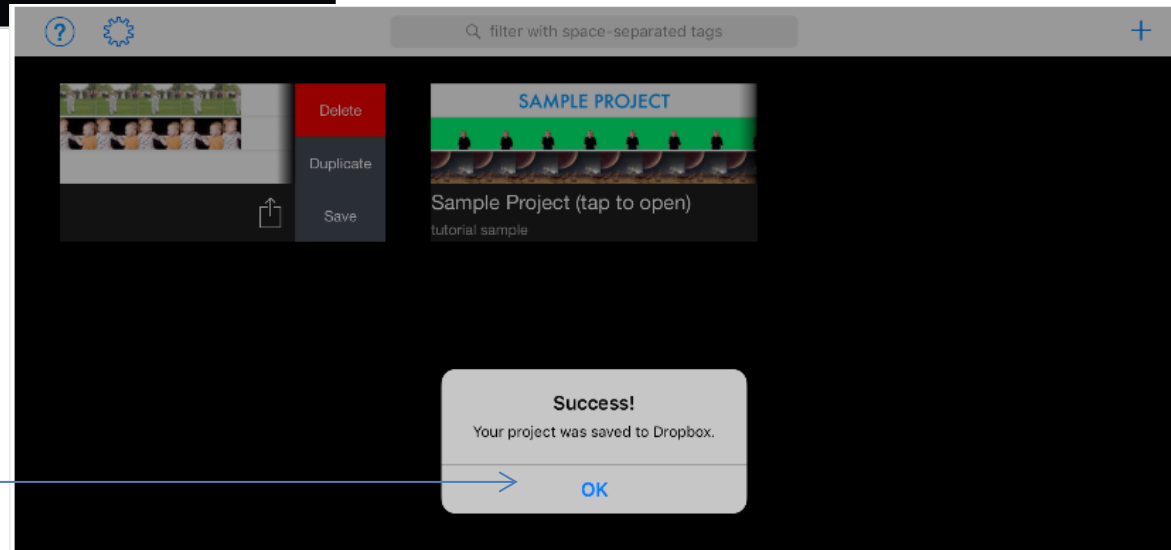 ?
filter with space-separated tags
+
Delete
Duplicate
Save
SAMPLE PROJECT
Sample Project (tap to open)
tutorial sample
Success!
Your project was saved to Dropbox.
OK